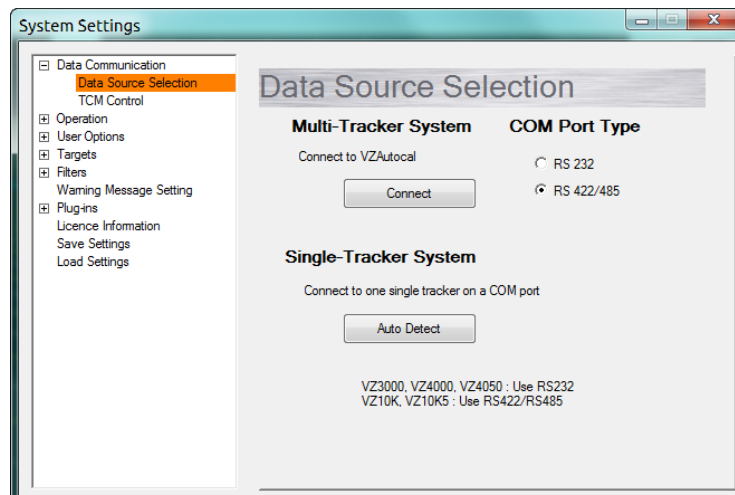 System Settings
Data Communication
Data Source Selection
TCM Control
Operation
User Options
Targets
Filters
Warning Message Setting
Plug-ins
Licence Information
Save Settings
Load Settings
Data Source Selection
Multi-Tracker System
COM Port Type
Connect to VZAutocal
RS 232
Connect
RS 422/485
Single-Tracker System
Connect to one single tracker on a COM port
Auto Detect
VZ3000, VZ4000, VZ4050 : Use RS232
VZ10K, VZ10K5 : Use RS422/RS485